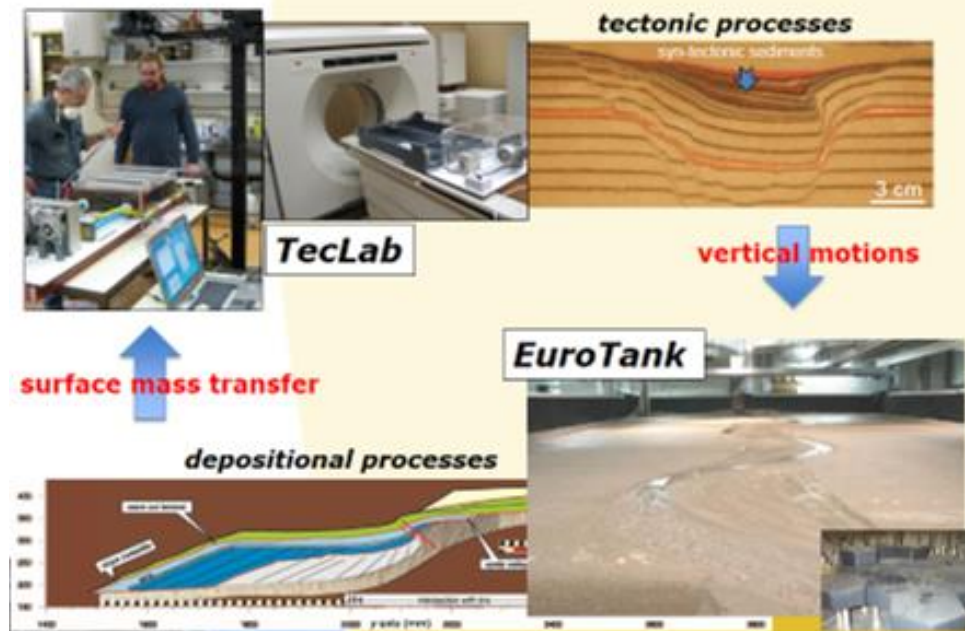 tectonic processes
syn-tectonic sediments
3 cm
TecLab
vertical motions
EuroTank
surface mass transfer
depositional processes